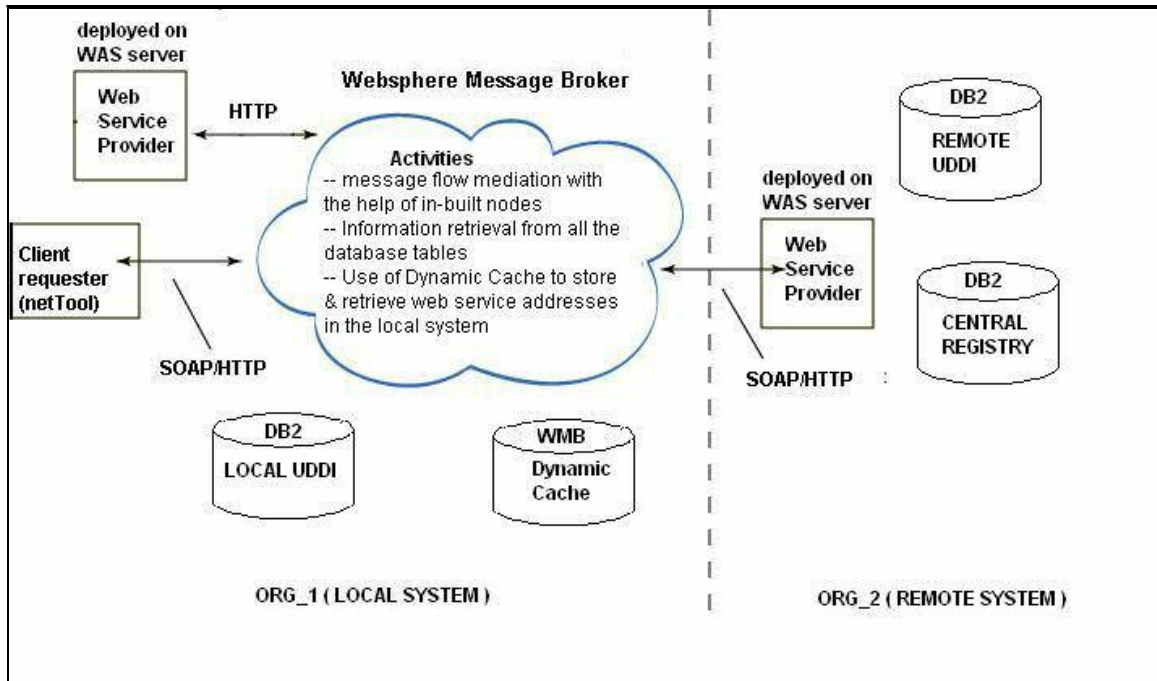 deployed on
WAS server
Web
Service
Provider
HTTP
Websphere Message Broker
Activities
-- message flow mediation with
the help of in-built nodes
-- Information retrieval from all the
database tables
-- Use of Dynamic Cache to store
& retrieve web service addresses
in the local system
Client
requester
(netTool)
SOAP/HTTP
DB2
LOCAL UDDI
WMB
Dynamic
Cache
ORG_1 ( LOCAL SYSTEM )
DB2
REMOTE
UDDI
deployed on
WAS server
Web
Service
Provider
DB2
CENTRAL
REGISTRY
SOAP/HTTP :
ORG_2 ( REMOTE SYSTEM )